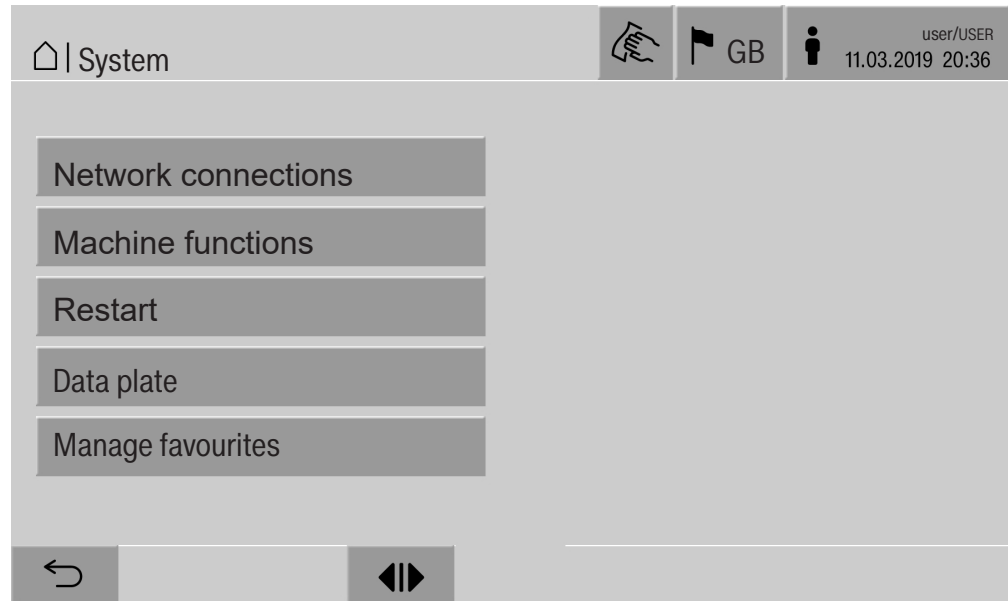 System
GB
user/USER
11.03.2019 20:36
Network connections
Machine functions
Restart
Data plate
Manage favourites